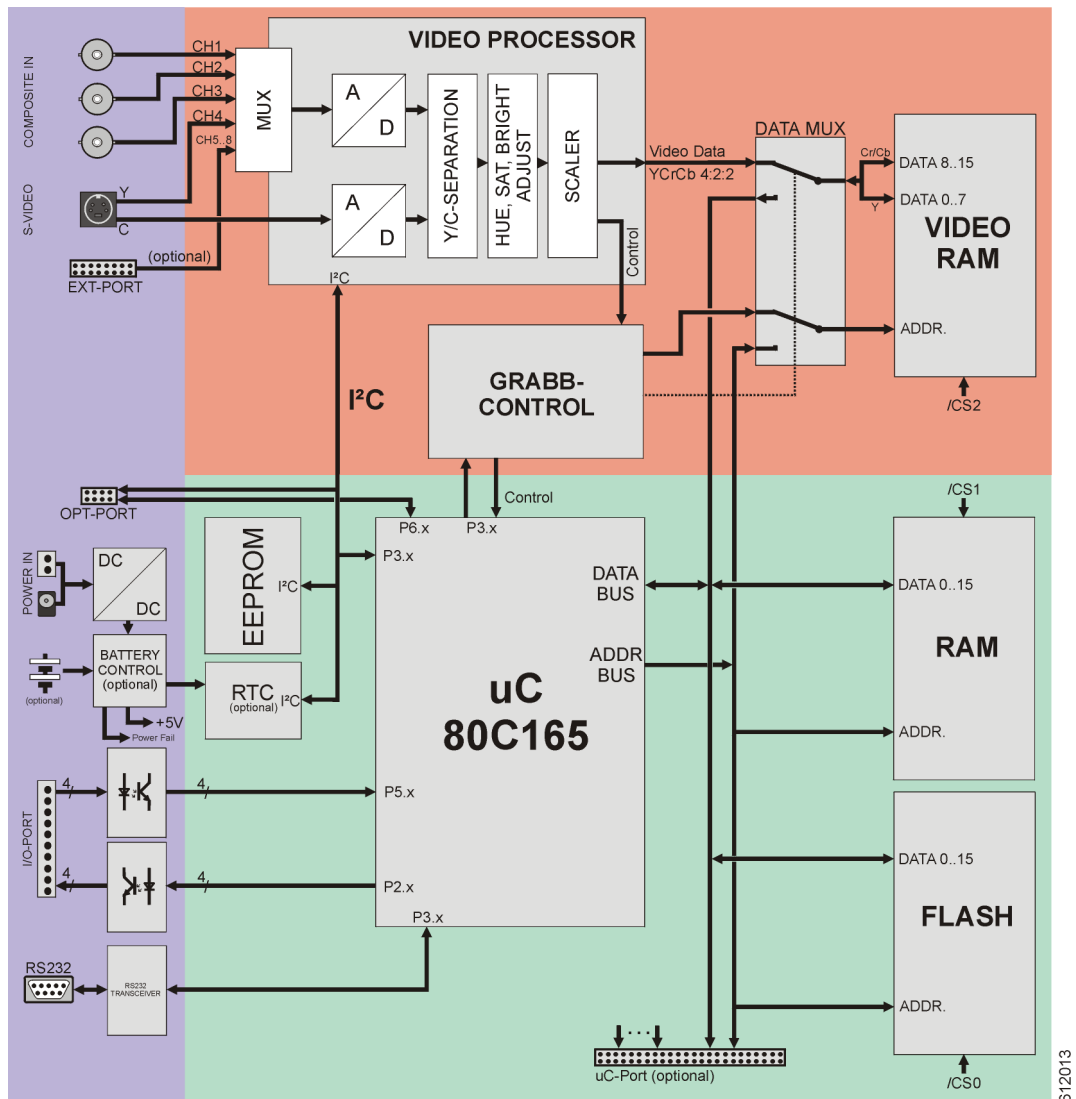 COMPOSITE IN
S-VIDEO
CH1
CH2
CH3
CH4
CH5..8
Y
C
(optional)
EXT-PORT
MUX
VIDEO PROCESSOR
A
D
A
D
Y/C-SEPARATION
HUE, SAT, BRIGHT
ADJUST
SCALER
I²C
Control
Video Data
YCrCb 4:2:2
DATA MUX
Cr/Cb
Y
DATA 8..15
DATA 0..7
VIDEO
RAM
ADDR.
/CS2
I²C
GRABB-
CONTROL
Control
OPT-PORT
POWER IN
DC
DC
BATTERY
CONTROL
(optional)
(optional)
+5V
Power Fail
EEPROM
I²C
RTC
(optional)
I²C
P6.x
P3.x
P3.x
DATA
BUS
ADDR
BUS
uC
80C165
P5.x
P2.x
P3.x
/CS1
DATA 0..15
RAM
ADDR.
I/O-PORT
4
4
4
4
RS232
RS232
TRANSCEIVER
DATA 0..15
FLASH
ADDR.
/CS0
...
uC-Port (optional)
S12013